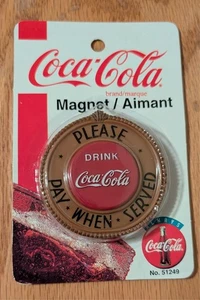 Coca-Cola
brand/marque
Magnet / Aimant
PLEASE
DRINK
Coca-Cola
PAY · WHEN · SERVED
Coca-Cola
No. 51249